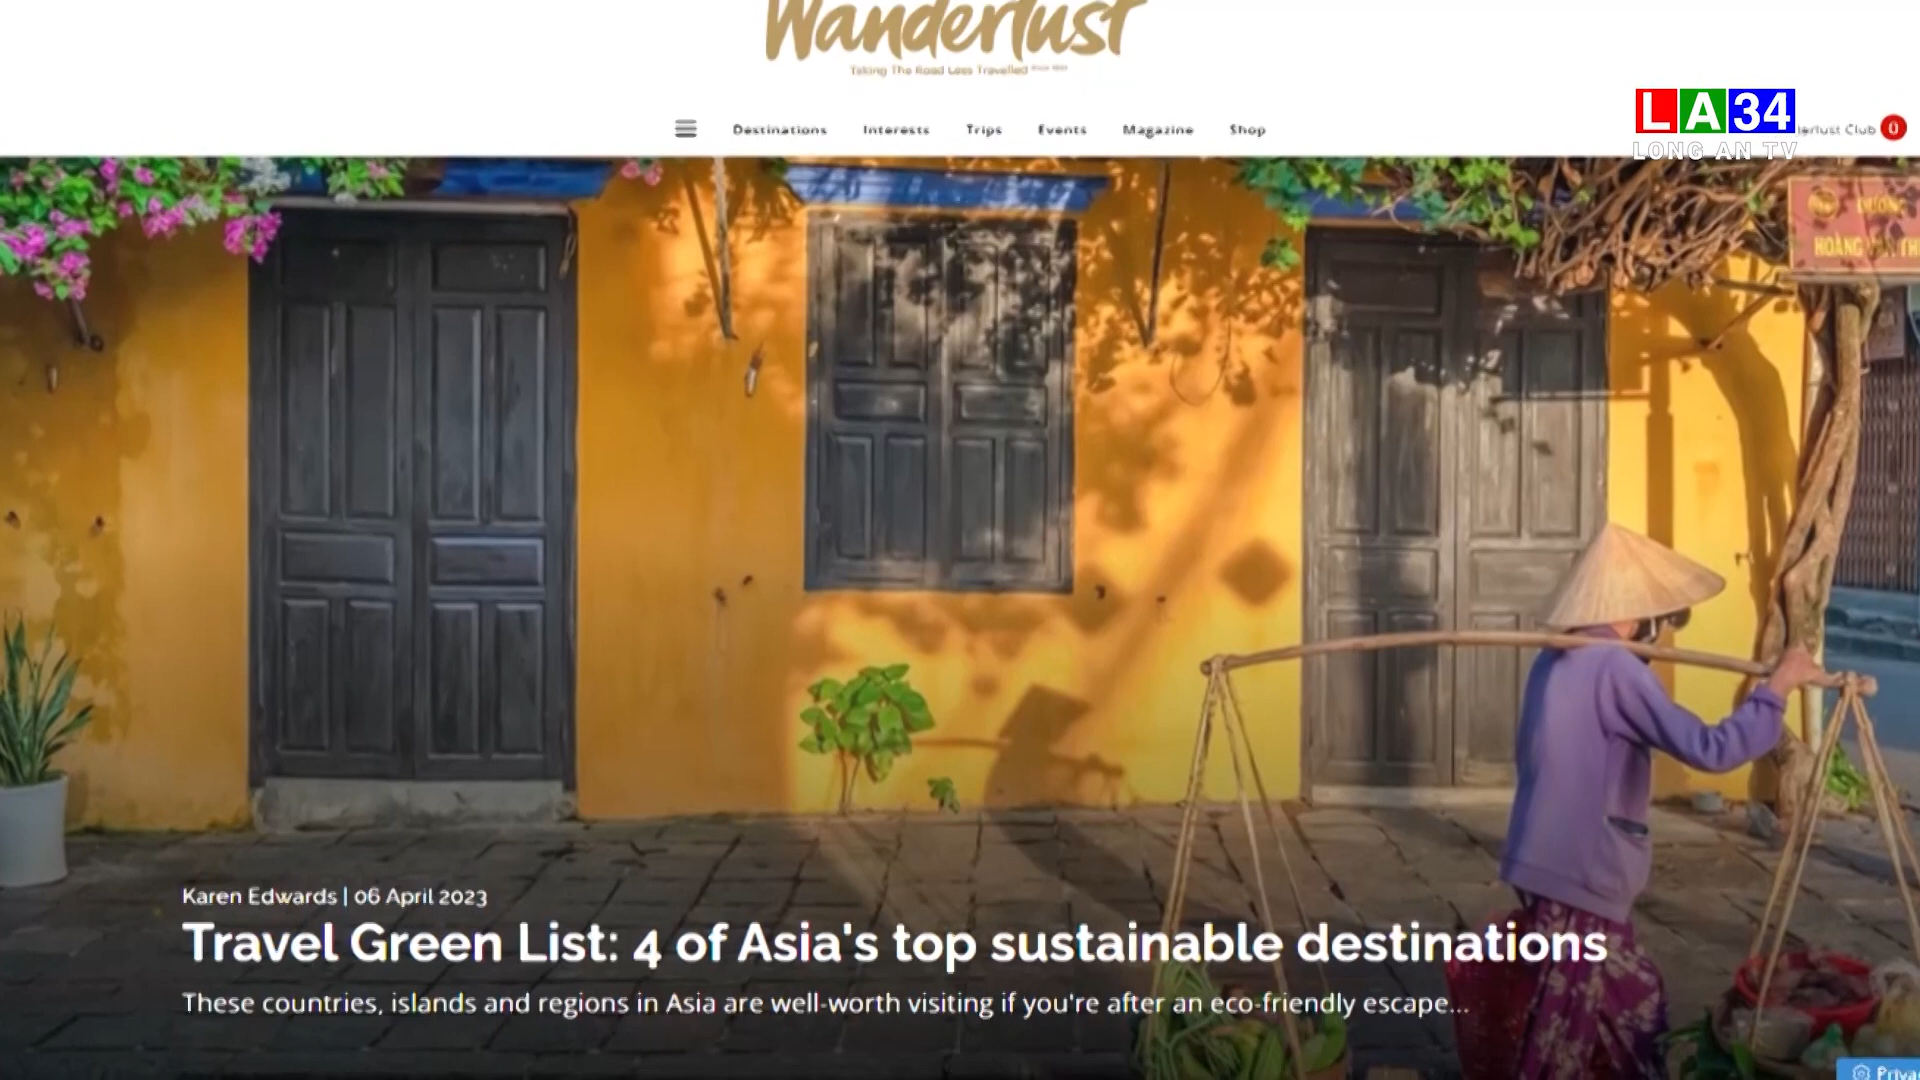 Wanderlust
Taking The Road Less Travelled
Destinations Interests Trips Events Magazine Shop
LA34
LONG AN TV
Club 0
ĐƯỜNG
HOÀNG
Karen Edwards | 06 April 2023
Travel Green List: 4 of Asia's top sustainable destinations
These countries, islands and regions in Asia are well-worth visiting if you're after an eco-friendly escape...